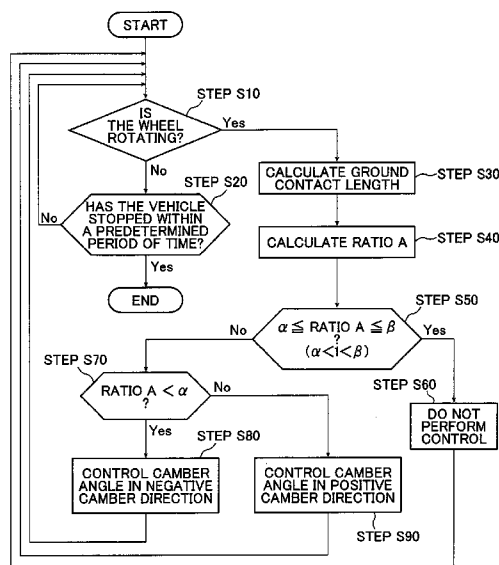 START
STEP S10
IS
THE WHEEL
ROTATING?
Yes
No
STEP S20
HAS THE VEHICLE
STOPPED WITHIN
A PREDETERMINED
PERIOD OF TIME?
No
Yes
END
CALCULATE GROUND
CONTACT LENGTH
STEP S30
CALCULATE RATIO A
STEP S40
STEP S50
α ≦ RATIO A ≦ β
?
(α<1<β)
No
Yes
STEP S70
RATIO A < α
?
No
Yes
STEP S60
DO NOT
PERFORM
CONTROL
STEP S80
CONTROL CAMBER
ANGLE IN NEGATIVE
CAMBER DIRECTION
CONTROL CAMBER
ANGLE IN POSITIVE
CAMBER DIRECTION
STEP S90